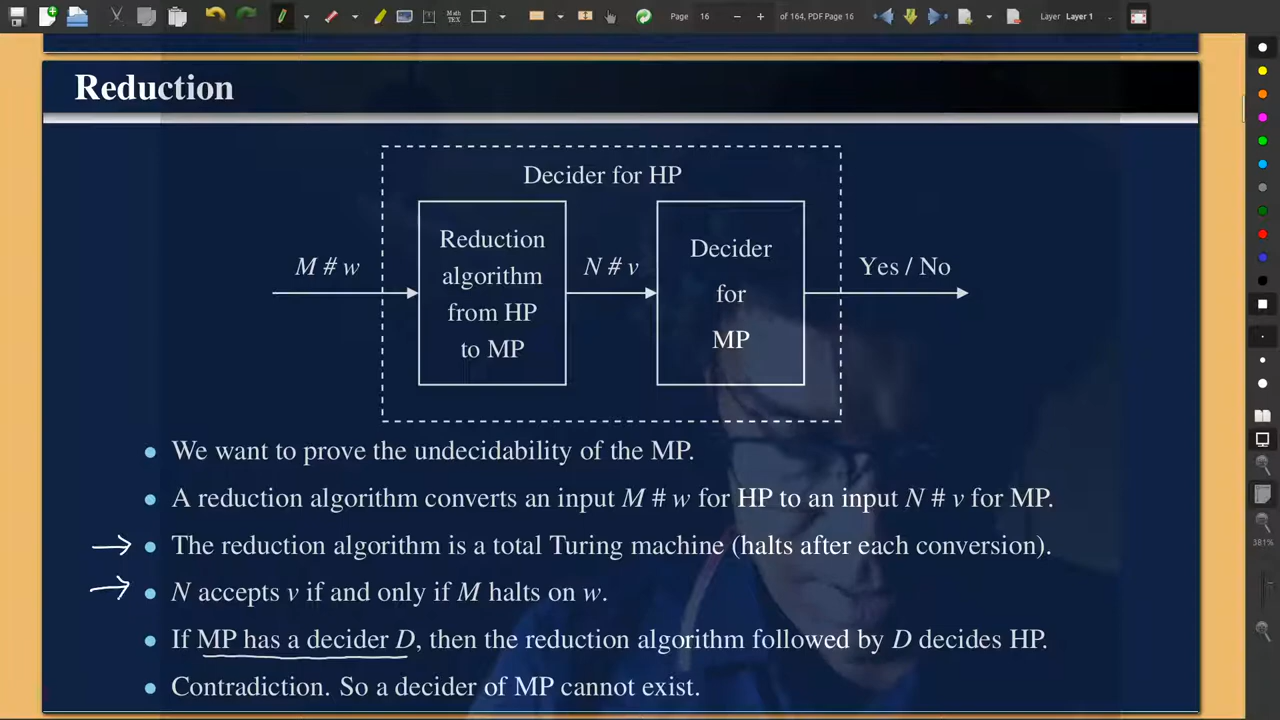 Page 16 of 164, PDF Page 16 Layer Layer 1
Reduction
Decider for HP
M # w
Reduction
algorithm
from HP
to MP
N # v
Decider
for
MP
Yes / No
We want to prove the undecidability of the MP.
A reduction algorithm converts an input M # w for HP to an input N # v for MP.
The reduction algorithm is a total Turing machine (halts after each conversion).
N accepts v if and only if M halts on w.
If MP has a decider D, then the reduction algorithm followed by D decides HP.
Contradiction. So a decider of MP cannot exist.
381%